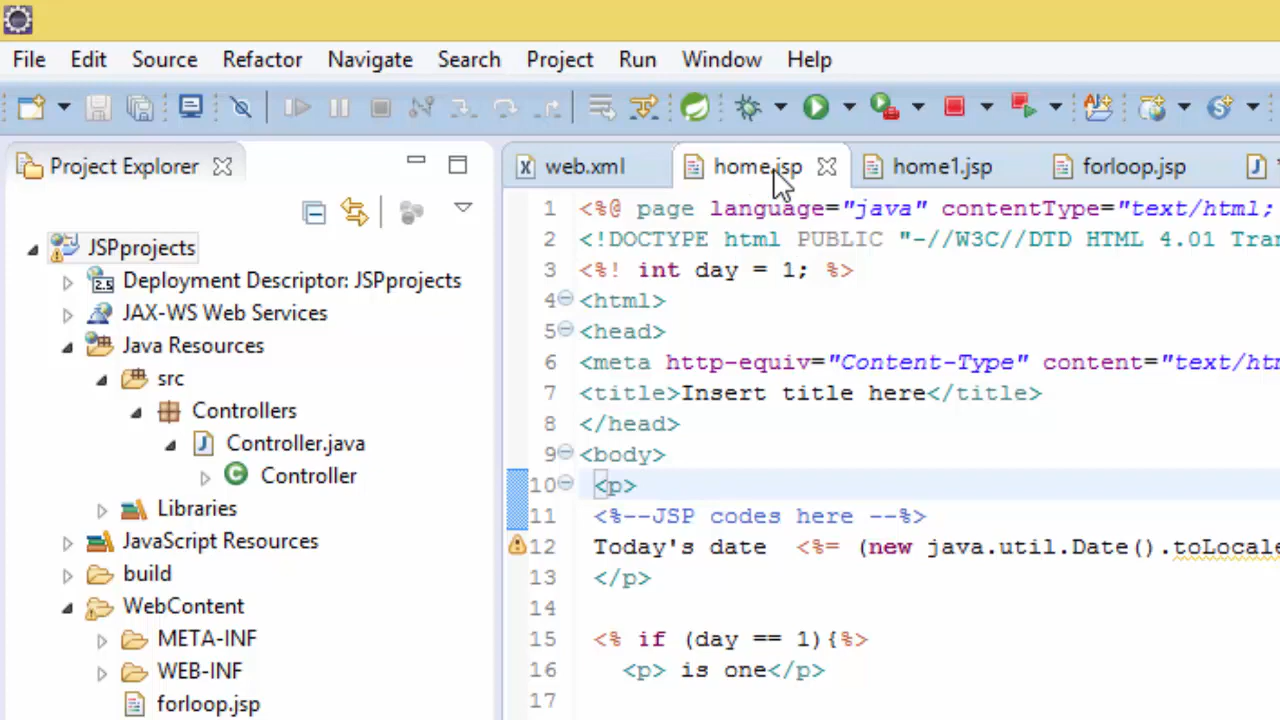 File Edit Source Refactor Navigate Search Project Run Window Help
Project Explorer
web.xml home.jsp home1.jsp forloop.jsp
JSPprojects
Deployment Descriptor: JSPprojects
JAX-WS Web Services
Java Resources
src
Controllers
Controller.java
Controller
Libraries
JavaScript Resources
build
WebContent
META-INF
WEB-INF
forloop.jsp
1 <%@ page language="java" contentType="text/html;
2 <!DOCTYPE html PUBLIC "-//W3C//DTD HTML 4.01 Tran
3 <%! int day = 1; %>
4 <html>
5 <head>
6 <meta http-equiv="Content-Type" content="text/htm
7 <title>Insert title here</title>
8 </head>
9 <body>
10 <p>
11 <%--JSP codes here --%>
12 Today's date <%= (new java.util.Date().toLocale
13 </p>
14
15 <% if (day == 1){%>
16 <p> is one</p>
17